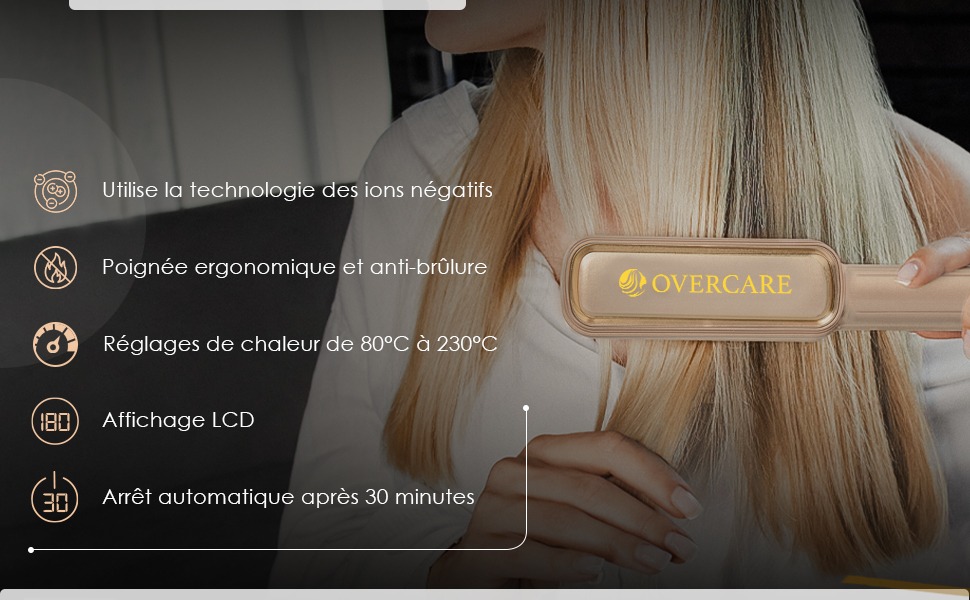 Utilise la technologie des ions négatifs
Poignée ergonomique et anti-brûlure
OVERCARE
Réglages de chaleur de 80°C à 230°C
180
Affichage LCD
30
Arrêt automatique après 30 minutes